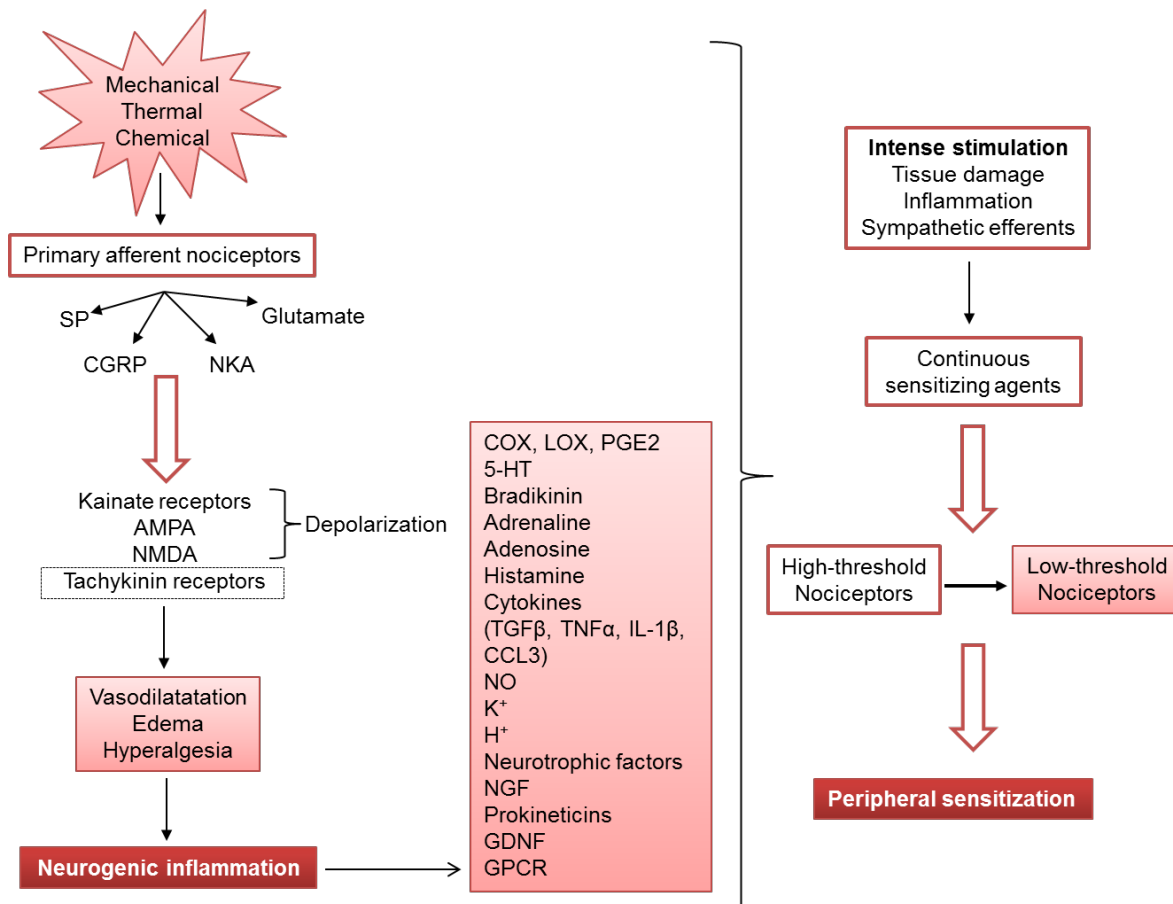 Mechanical
Thermal
Chemical
Primary afferent nociceptors
SP
Glutamate
CGRP
NKA
Kainate receptors
AMPA
NMDA
Depolarization
Tachykinin receptors
Vasodilatatation
Edema
Hyperalgesia
Neurogenic inflammation
COX, LOX, PGE2
5-HT
Bradikinin
Adrenaline
Adenosine
Histamine
Cytokines
(TGFβ, TNFα, IL-1β,
CCL3)
NO
K⁺
H⁺
Neurotrophic factors
NGF
Prokineticins
GDNF
GPCR
Intense stimulation
Tissue damage
Inflammation
Sympathetic efferents
Continuous
sensitizing agents
High-threshold
Nociceptors
Low-threshold
Nociceptors
Peripheral sensitization